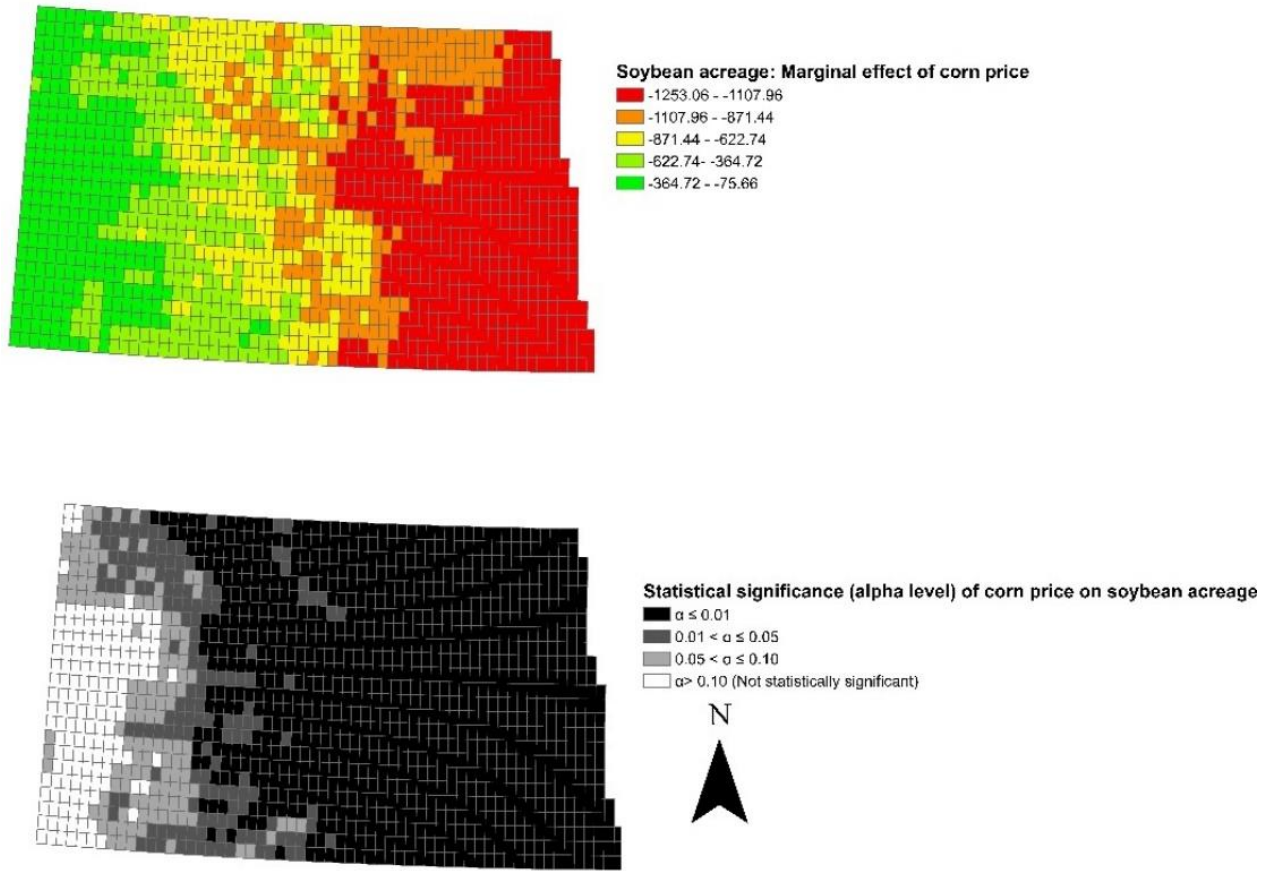 Soybean acreage: Marginal effect of corn price
-1253.06 - -1107.96
-1107.96 - -871.44
-871.44 - -622.74
-622.74- -364.72
-364.72 - -75.66
Statistical significance (alpha level) of corn price on soybean acreage
α ≤ 0.01
0.01 < α ≤ 0.05
0.05 < α ≤ 0.10
α> 0.10 (Not statistically significant)
N